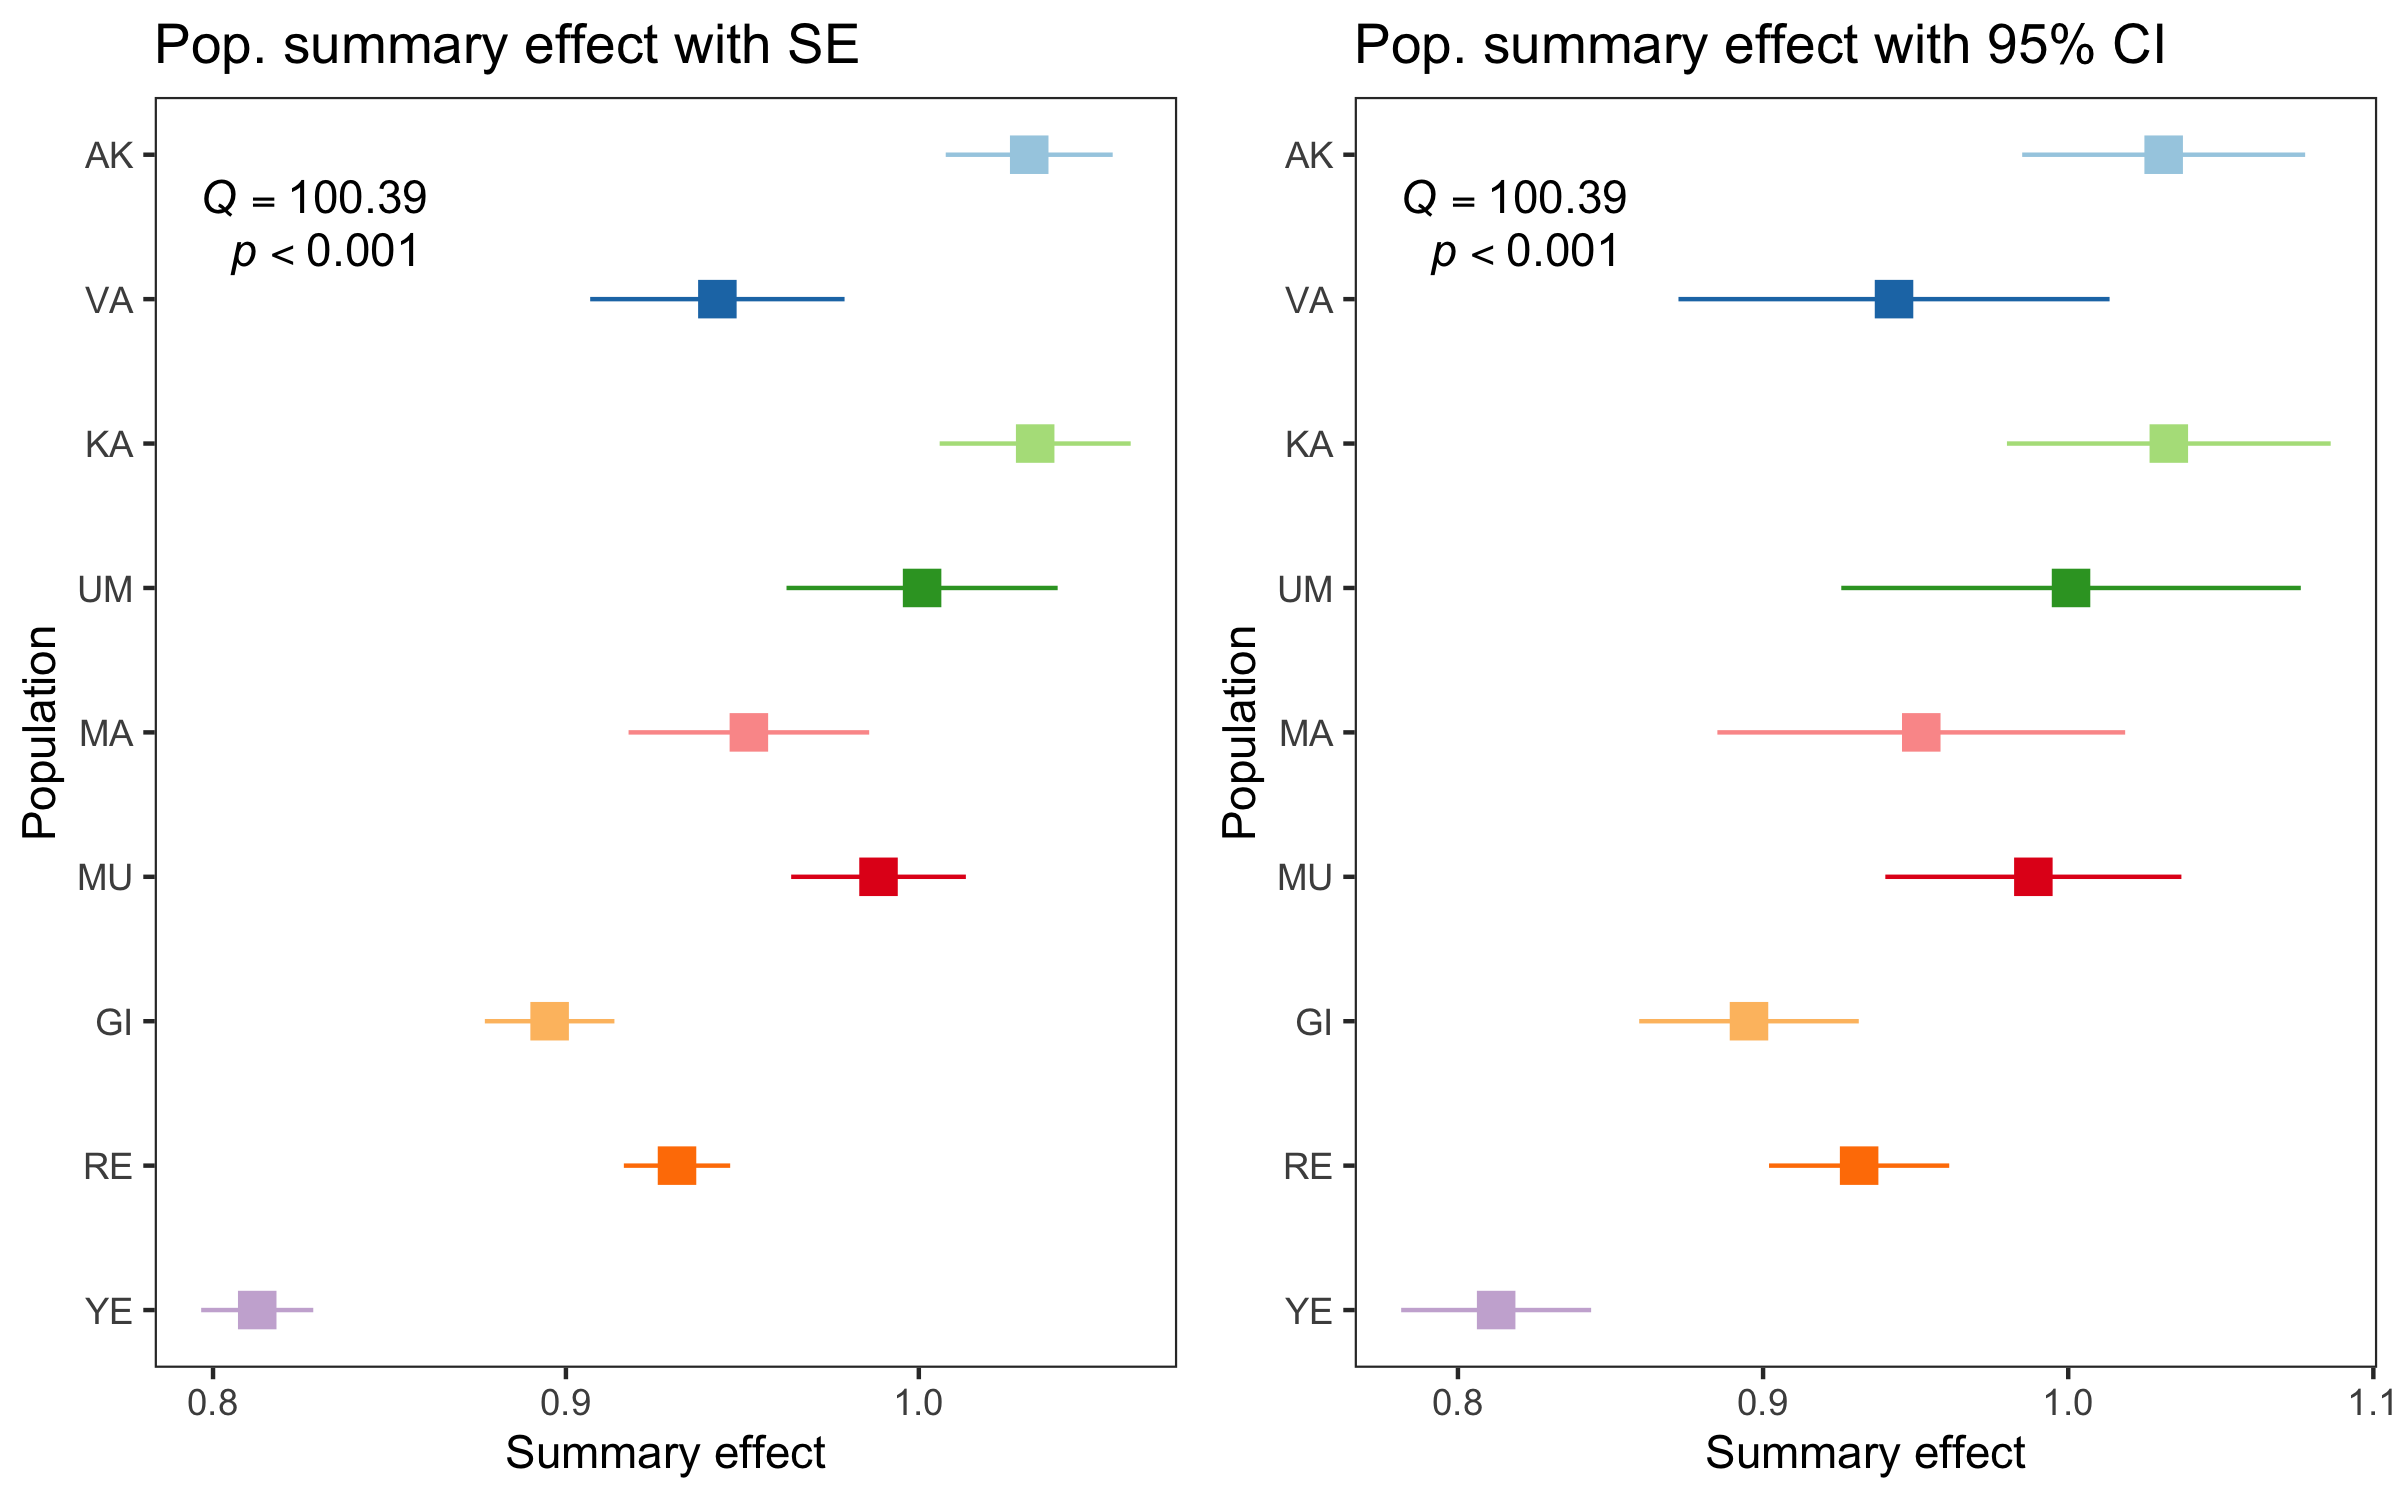 Pop. summary effect with SE
AK
VA
KA
UM
MA
MU
GI
RE
YE
Population
Q = 100.39
p < 0.001
0.8 0.9 1.0
Summary effect
Pop. summary effect with 95% CI
AK
VA
KA
UM
MA
MU
GI
RE
YE
Population
Q = 100.39
p < 0.001
0.8 0.9 1.0 1.1
Summary effect